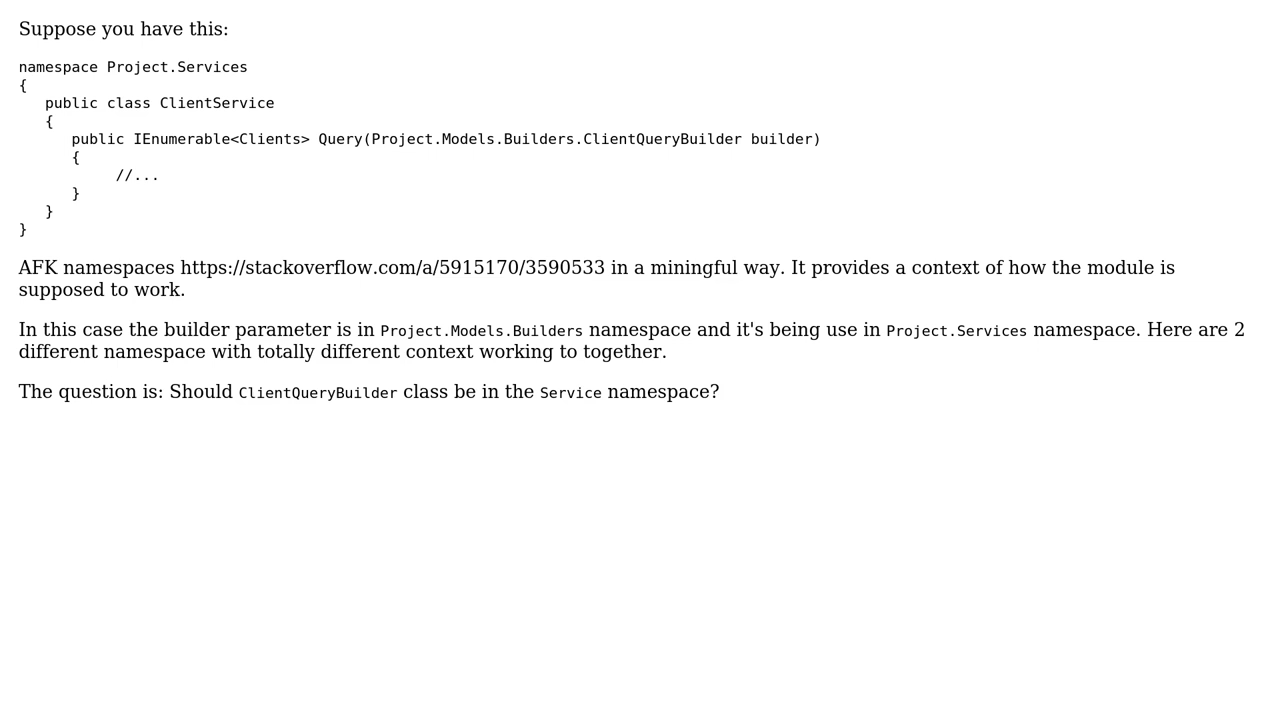 Suppose you have this:
namespace Project.Services
{
   public class ClientService
   {
      public IEnumerable<Clients> Query(Project.Models.Builders.ClientQueryBuilder builder)
      {
           //...
      }
   }
}
AFK namespaces https://stackoverflow.com/a/5915170/3590533 in a miningful way. It provides a context of how the module is
supposed to work.
In this case the builder parameter is in Project.Models.Builders namespace and it's being use in Project.Services namespace. Here are 2
different namespace with totally different context working to together.
The question is: Should ClientQueryBuilder class be in the Service namespace?